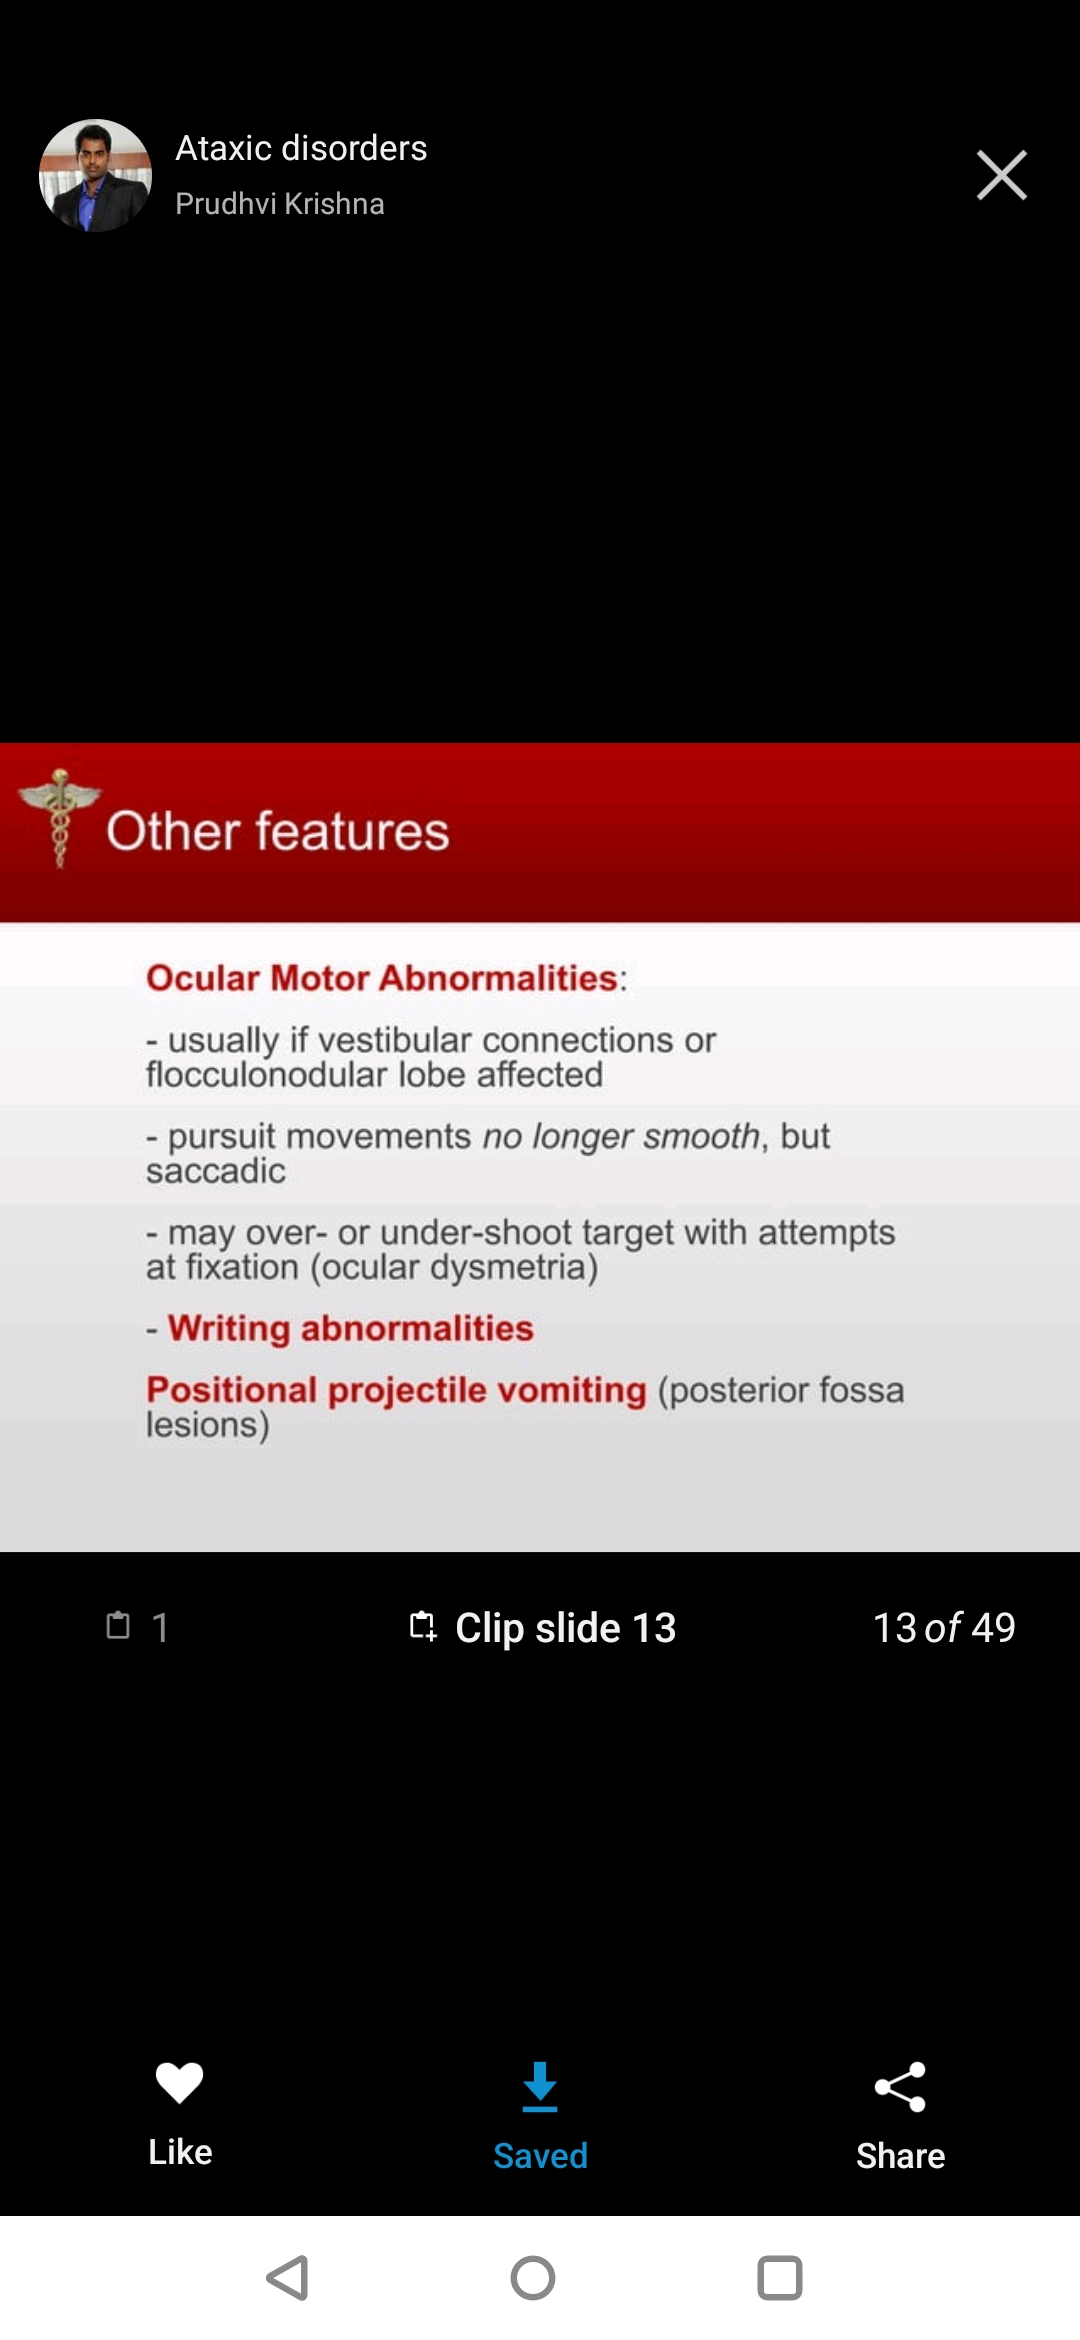 Ataxic disorders
Prudhvi Krishna
Other features
Ocular Motor Abnormalities:
- usually if vestibular connections or
flocculonodular lobe affected
- pursuit movements no longer smooth, but
saccadic
- may over- or under-shoot target with attempts
at fixation (ocular dysmetria)
- Writing abnormalities
Positional projectile vomiting (posterior fossa
lesions)
1 Clip slide 13 13 of 49
Like Saved Share